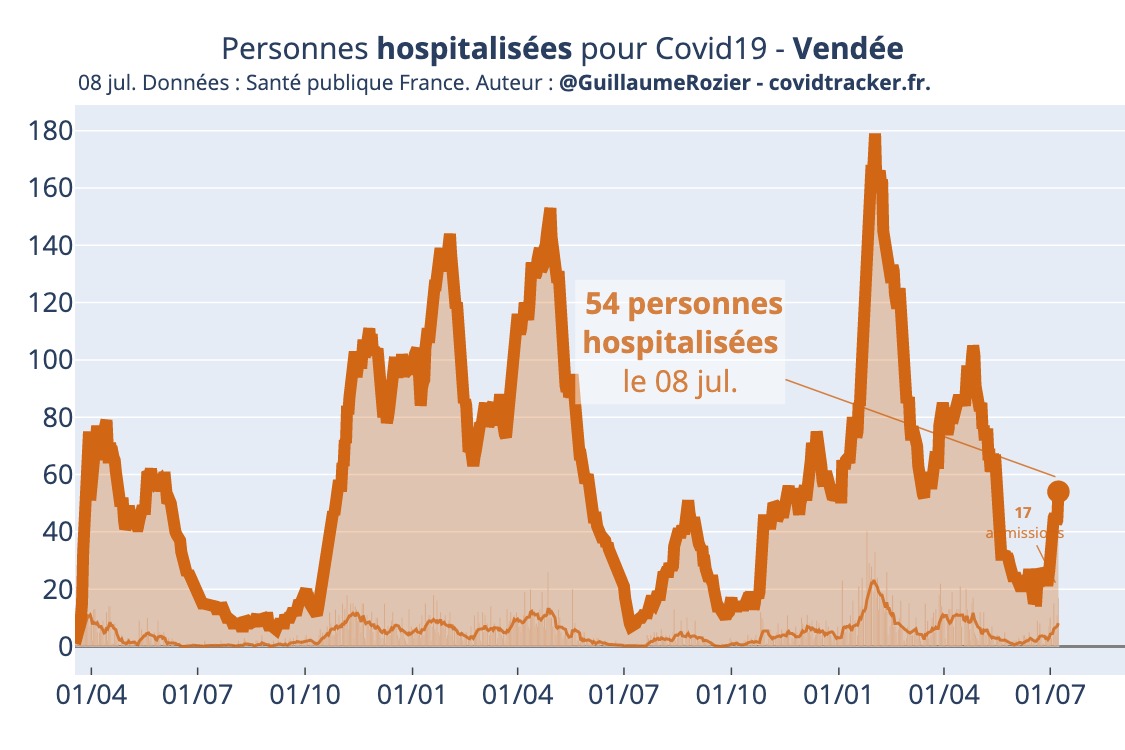 Personnes hospitalisées pour Covid19 - Vendée
08 jul. Données : Santé publique France. Auteur : @GuillaumeRozier - covidtracker.fr.
180
160
140
120
100
80
60
40
20
0
54 personnes
hospitalisées
le 08 jul.
17
admissions
01/04 01/07 01/10 01/01 01/04 01/07 01/10 01/01 01/04 01/07